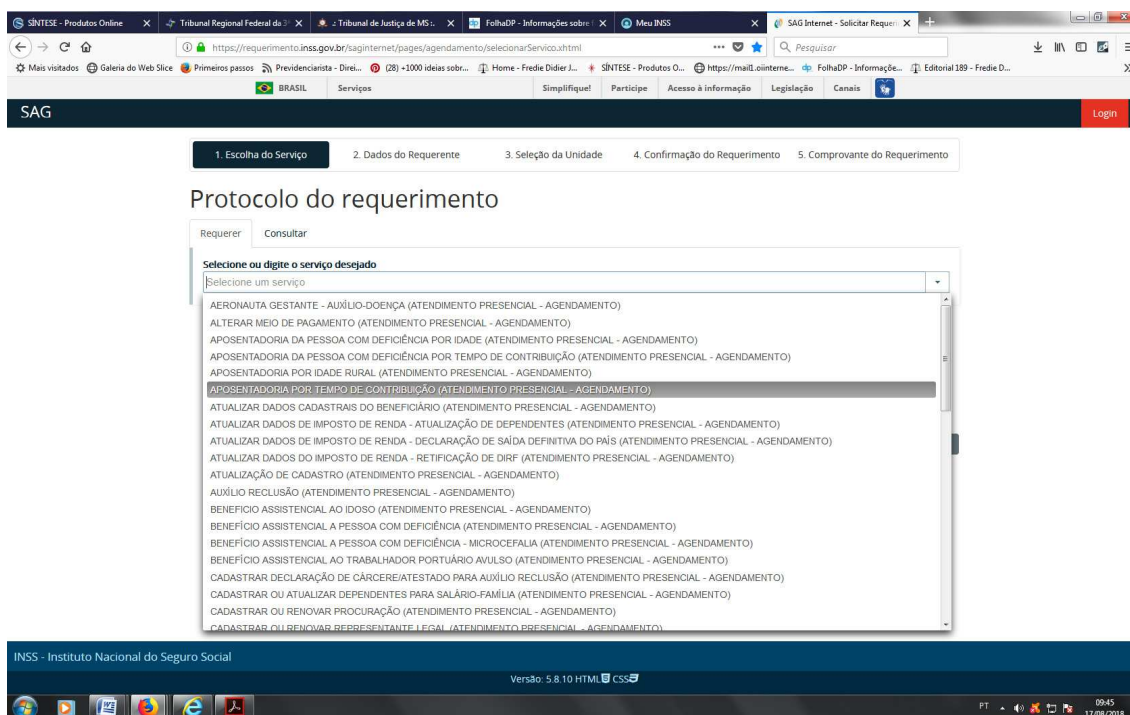 SÍNTESE - Produtos Online
Tribunal Regional Federal da 3ª
.: Tribunal de Justiça de MS :.
FolhaDP - Informações sobre
Meu INSS
SAG Internet - Solicitar Requeri
https://requerimento.inss.gov.br/saginternet/pages/agendamento/selecionarServico.xhtml
Pesquisar
Mais visitados Galeria do Web Slice Primeiros passos Previdenciarista - Direi... (28) +1000 ideias sobr... Home - Fredie Didier J... SÍNTESE - Produtos O... https://mail1.oiinterne... FolhaDP - Informaçõe... Editorial 189 - Fredie D...
BRASIL Serviços Simplifique! Participe Acesso à informação Legislação Canais
SAG
Login
1. Escolha do Serviço 2. Dados do Requerente 3. Seleção da Unidade 4. Confirmação do Requerimento 5. Comprovante do Requerimento
Protocolo do requerimento
Requerer Consultar
Selecione ou digite o serviço desejado
Selecione um serviço
AERONAUTA GESTANTE - AUXÍLIO-DOENÇA (ATENDIMENTO PRESENCIAL - AGENDAMENTO)
ALTERAR MEIO DE PAGAMENTO (ATENDIMENTO PRESENCIAL - AGENDAMENTO)
APOSENTADORIA DA PESSOA COM DEFICIÊNCIA POR IDADE (ATENDIMENTO PRESENCIAL - AGENDAMENTO)
APOSENTADORIA DA PESSOA COM DEFICIÊNCIA POR TEMPO DE CONTRIBUIÇÃO (ATENDIMENTO PRESENCIAL - AGENDAMENTO)
APOSENTADORIA POR IDADE RURAL (ATENDIMENTO PRESENCIAL - AGENDAMENTO)
APOSENTADORIA POR TEMPO DE CONTRIBUIÇÃO (ATENDIMENTO PRESENCIAL - AGENDAMENTO)
ATUALIZAR DADOS CADASTRAIS DO BENEFICIÁRIO (ATENDIMENTO PRESENCIAL - AGENDAMENTO)
ATUALIZAR DADOS DE IMPOSTO DE RENDA - ATUALIZAÇÃO DE DEPENDENTES (ATENDIMENTO PRESENCIAL - AGENDAMENTO)
ATUALIZAR DADOS DE IMPOSTO DE RENDA - DECLARAÇÃO DE SAÍDA DEFINITIVA DO PAÍS (ATENDIMENTO PRESENCIAL - AGENDAMENTO)
ATUALIZAR DADOS DO IMPOSTO DE RENDA - RETIFICAÇÃO DE DIRF (ATENDIMENTO PRESENCIAL - AGENDAMENTO)
ATUALIZAÇÃO DE CADASTRO (ATENDIMENTO PRESENCIAL - AGENDAMENTO)
AUXÍLIO RECLUSÃO (ATENDIMENTO PRESENCIAL - AGENDAMENTO)
BENEFICIO ASSISTENCIAL AO IDOSO (ATENDIMENTO PRESENCIAL - AGENDAMENTO)
BENEFÍCIO ASSISTENCIAL A PESSOA COM DEFICIÊNCIA (ATENDIMENTO PRESENCIAL - AGENDAMENTO)
BENEFÍCIO ASSISTENCIAL A PESSOA COM DEFICIÊNCIA - MICROCEFALIA (ATENDIMENTO PRESENCIAL - AGENDAMENTO)
BENEFÍCIO ASSISTENCIAL AO TRABALHADOR PORTUÁRIO AVULSO (ATENDIMENTO PRESENCIAL - AGENDAMENTO)
CADASTRAR DECLARAÇÃO DE CÁRCERE/ATESTADO PARA AUXÍLIO RECLUSÃO (ATENDIMENTO PRESENCIAL - AGENDAMENTO)
CADASTRAR OU ATUALIZAR DEPENDENTES PARA SALÁRIO-FAMÍLIA (ATENDIMENTO PRESENCIAL - AGENDAMENTO)
CADASTRAR OU RENOVAR PROCURAÇÃO (ATENDIMENTO PRESENCIAL - AGENDAMENTO)
CADASTRAR OU RENOVAR REPRESENTANTE LEGAL (ATENDIMENTO PRESENCIAL - AGENDAMENTO)
INSS - Instituto Nacional do Seguro Social
Versão: 5.8.10 HTML CSS
PT
09:45
17/08/2018